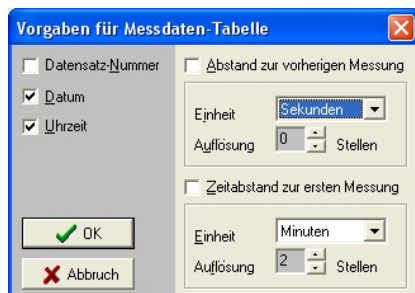 Vorgaben für Messdaten-Tabelle
Datensatz-Nummer
Datum
Uhrzeit
Abstand zur vorherigen Messung
Einheit Sekunden
Auflösung 0 Stellen
Zeitabstand zur ersten Messung
Einheit Minuten
Auflösung 2 Stellen
OK
Abbruch